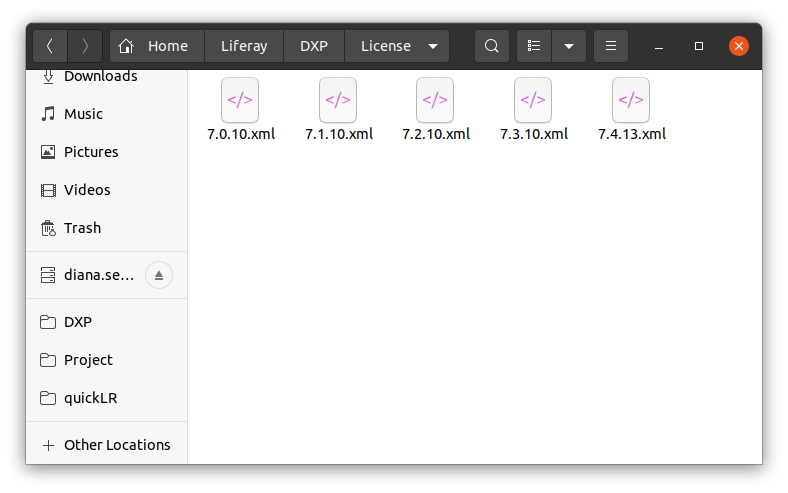 Home Liferay DXP License
Downloads
Music
Pictures
Videos
Trash
diana.se...
DXP
Project
quickLR
+ Other Locations
</> </> </> </> </>
7.0.10.xml 7.1.10.xml 7.2.10.xml 7.3.10.xml 7.4.13.xml